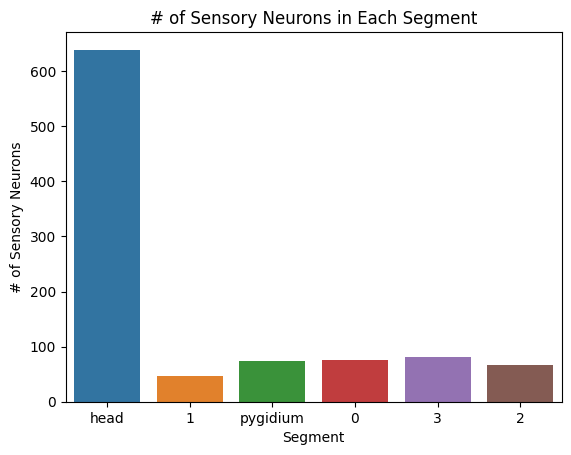 # of Sensory Neurons in Each Segment
# of Sensory Neurons
600
500
400
300
200
100
0
head 1 pygidium 0 3 2
Segment